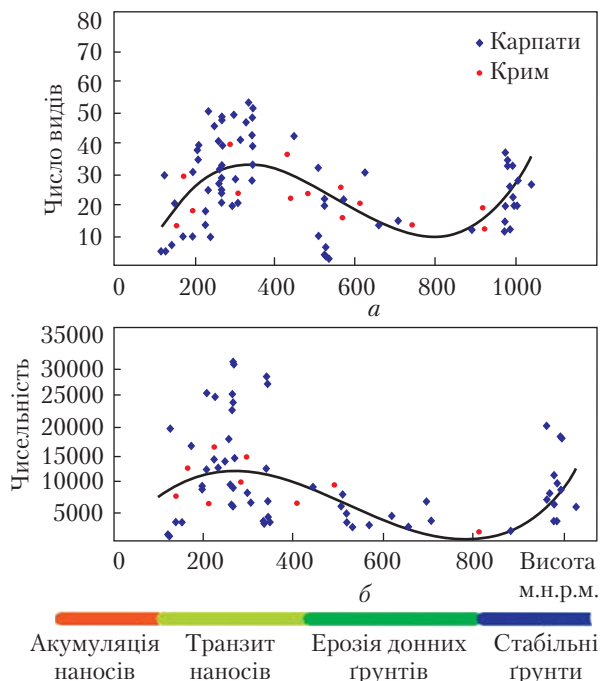 80
70
60
50
40
30
20
10
Число видів
Карпати
Крим
0 200 400 600 800 1000
а
35000
30000
25000
20000
15000
10000
5000
Чисельність
0 200 400 600 800 Висота
м.н.р.м.
б
Акумуляція Транзит Ерозія донних Стабільні
наносів наносів ґрунтів ґрунти